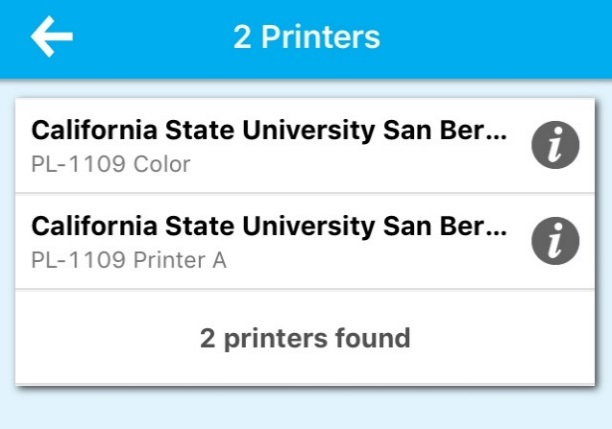 2 Printers
California State University San Ber...
PL-1109 Color
California State University San Ber...
PL-1109 Printer A
2 printers found